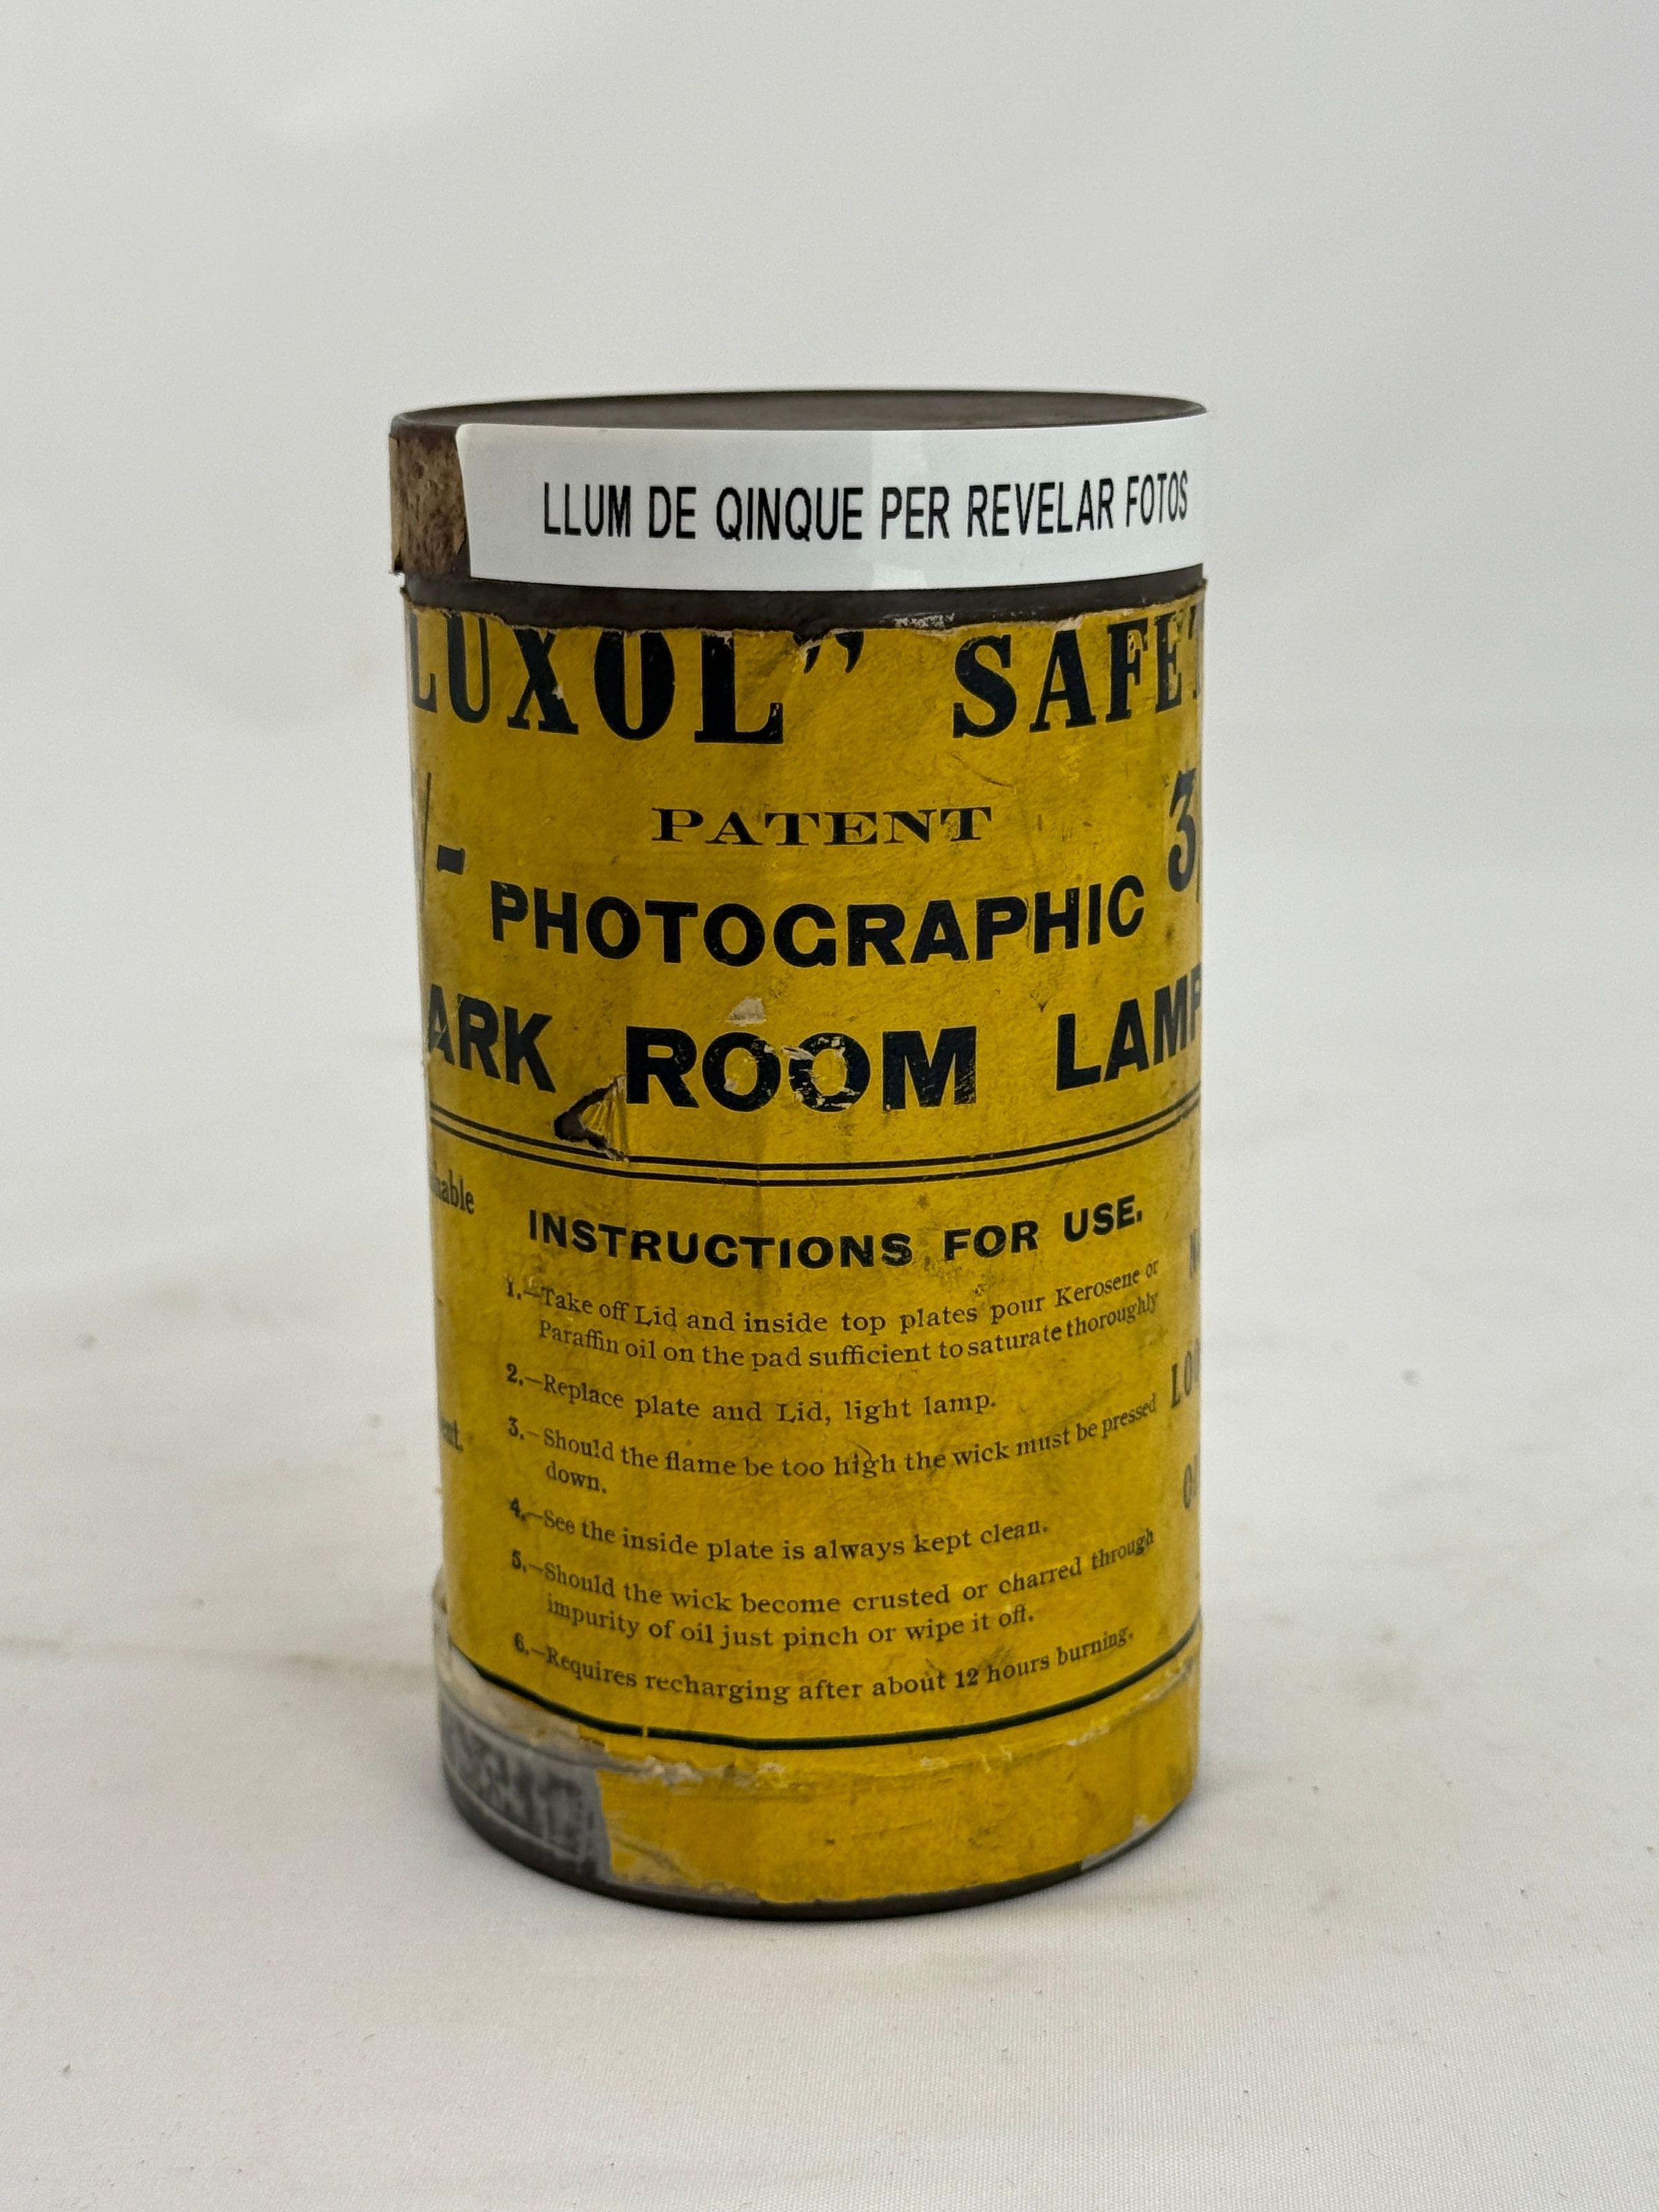 LLUM DE QINQUE PER REVELAR FOTOS
LUXOL" SAFET
PATENT
/- PHOTOGRAPHIC 3/
ARK ROOM LAMP
INSTRUCTIONS FOR USE.
1.—Take off Lid and inside top plates pour Kerosene or
Paraffin oil on the pad sufficient to saturate thoroughly
2.—Replace plate and Lid, light lamp.
3.—Should the flame be too high the wick must be pressed
down.
4.—See the inside plate is always kept clean.
5.—Should the wick become crusted or charred through
impurity of oil just pinch or wipe it off.
6.—Requires recharging after about 12 hours burning.